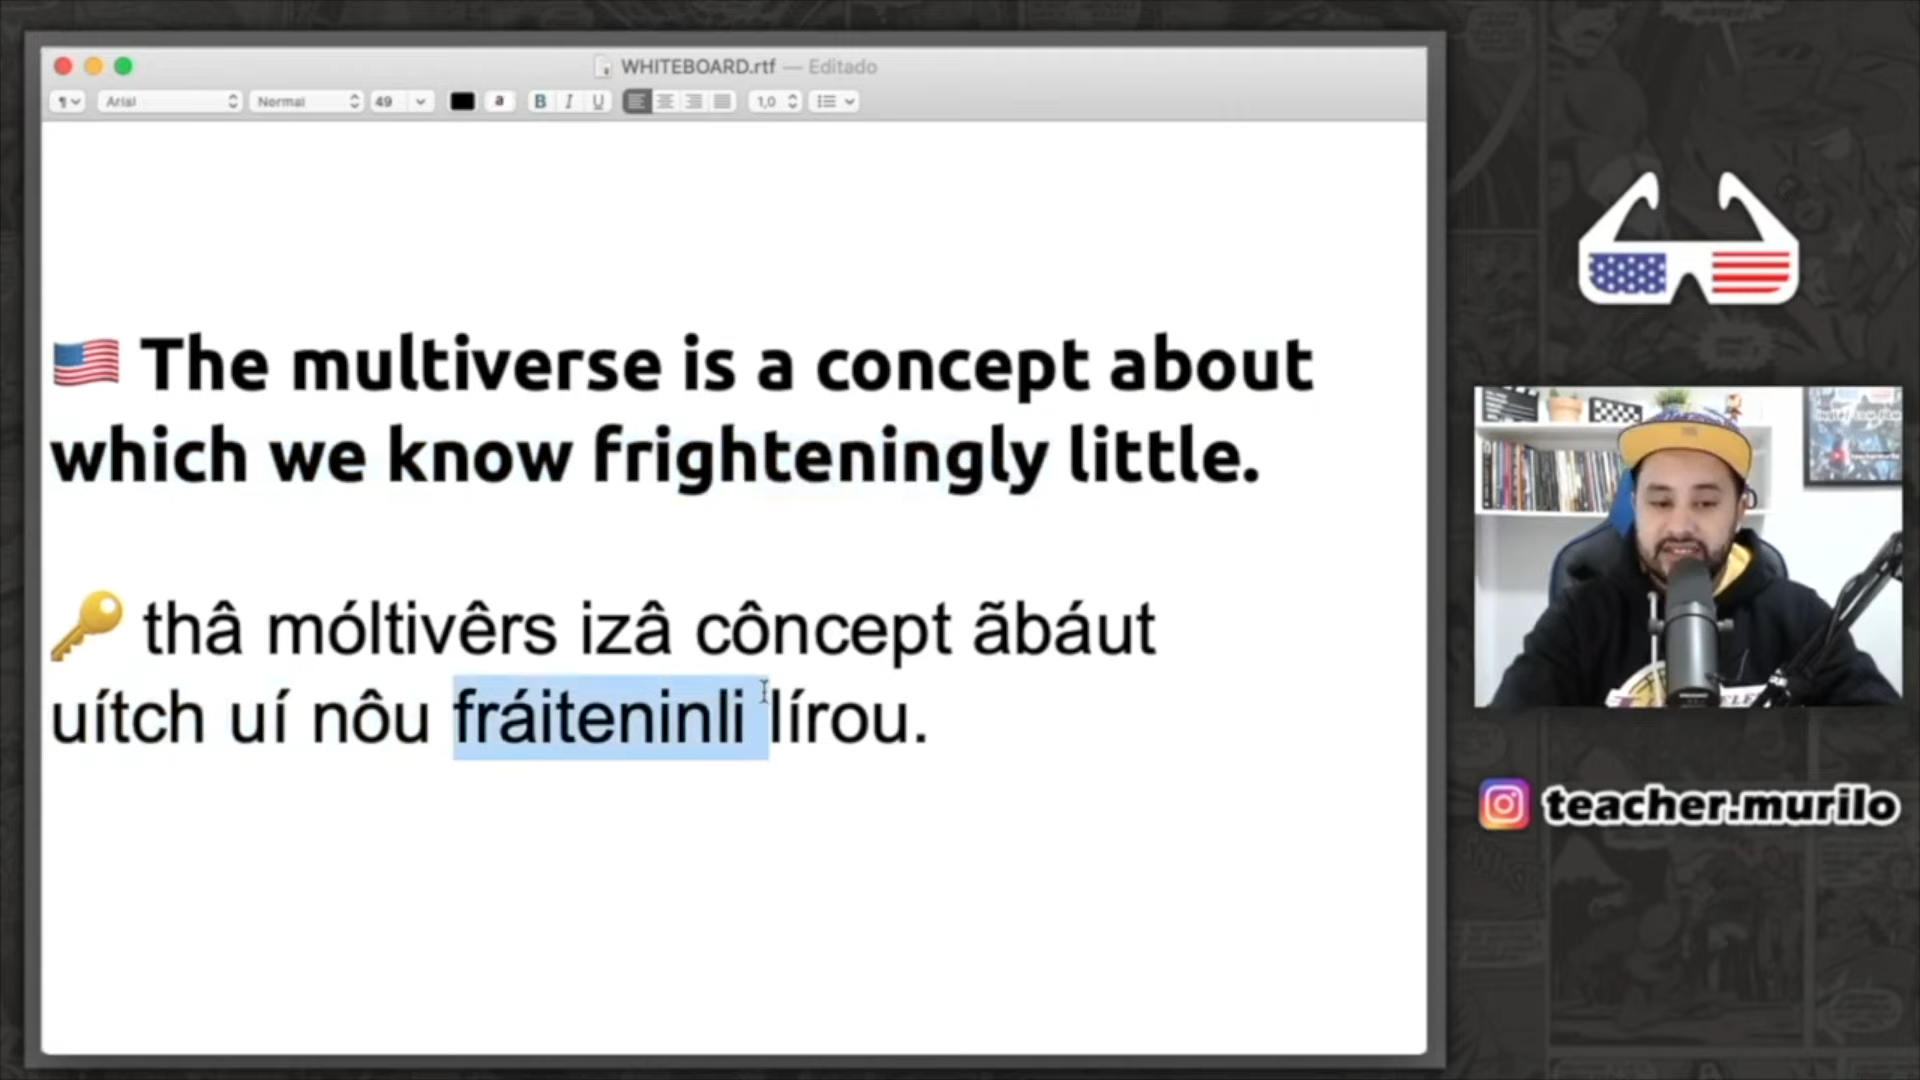 WHITEBOARD.rtf — Editado
¶ Arial Normal 49 a B I U 1,0
The multiverse is a concept about
which we know frighteningly little.
thâ móltivêrs izâ côncept ãbáut
uítch uí nôu fráiteninli lírou.
teacher.murilo